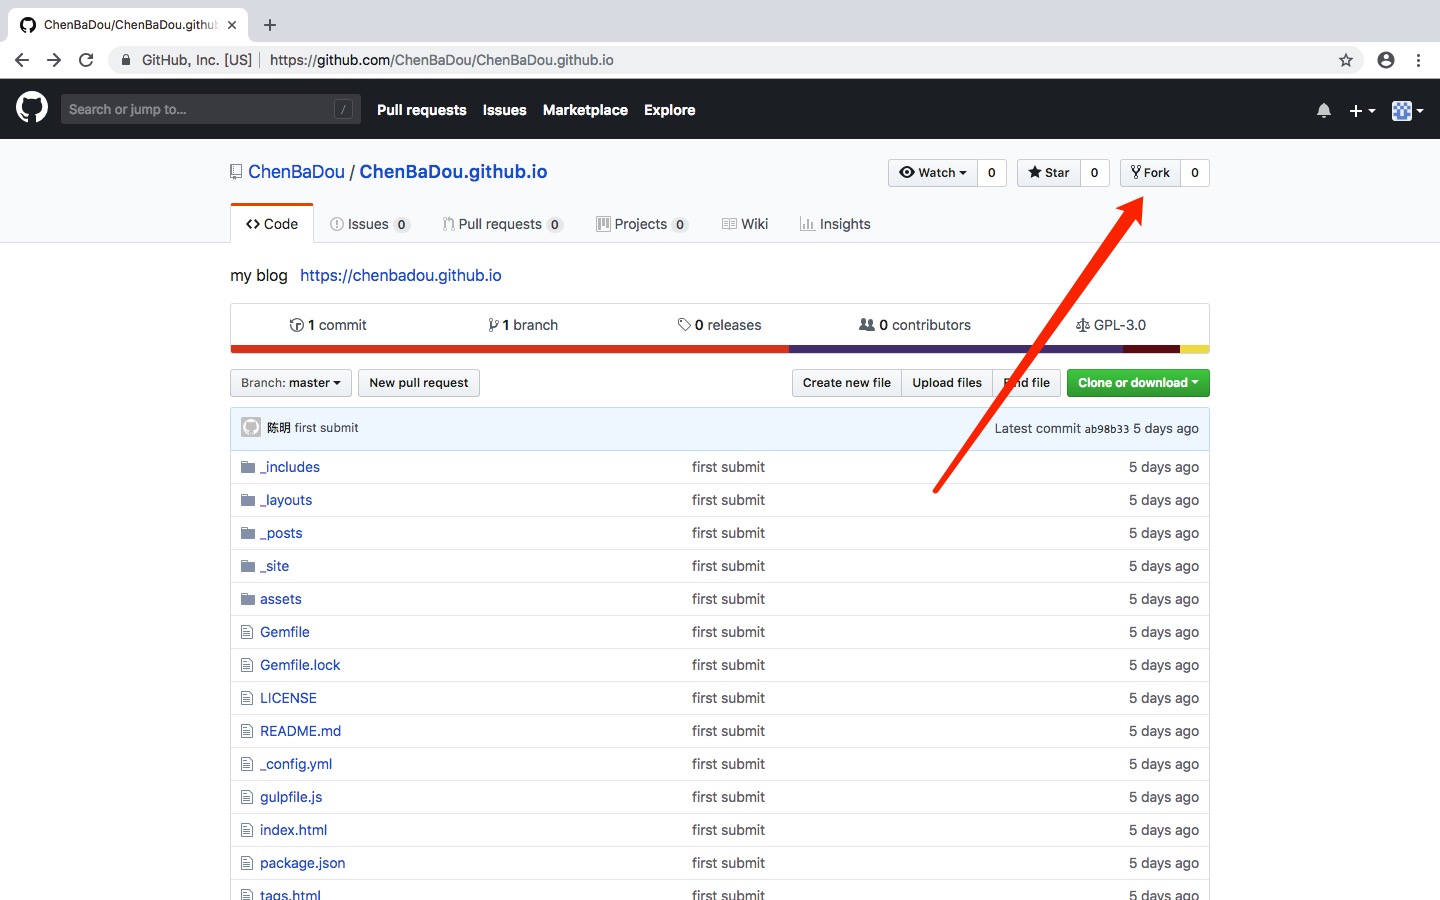 ChenBaDou/ChenBaDou.github
GitHub, Inc. [US] https://github.com/ChenBaDou/ChenBaDou.github.io
Search or jump to... / Pull requests Issues Marketplace Explore
ChenBaDou / ChenBaDou.github.io Watch 0 Star 0 Fork 0
Code Issues 0 Pull requests 0 Projects 0 Wiki Insights
my blog https://chenbadou.github.io
1 commit 1 branch 0 releases 0 contributors GPL-3.0
Branch: master New pull request Create new file Upload files Find file Clone or download
陈明 first submit Latest commit ab98b33 5 days ago
_includes first submit 5 days ago
_layouts first submit 5 days ago
_posts first submit 5 days ago
_site first submit 5 days ago
assets first submit 5 days ago
Gemfile first submit 5 days ago
Gemfile.lock first submit 5 days ago
LICENSE first submit 5 days ago
README.md first submit 5 days ago
_config.yml first submit 5 days ago
gulpfile.js first submit 5 days ago
index.html first submit 5 days ago
package.json first submit 5 days ago
tags.html first submit 5 days ago